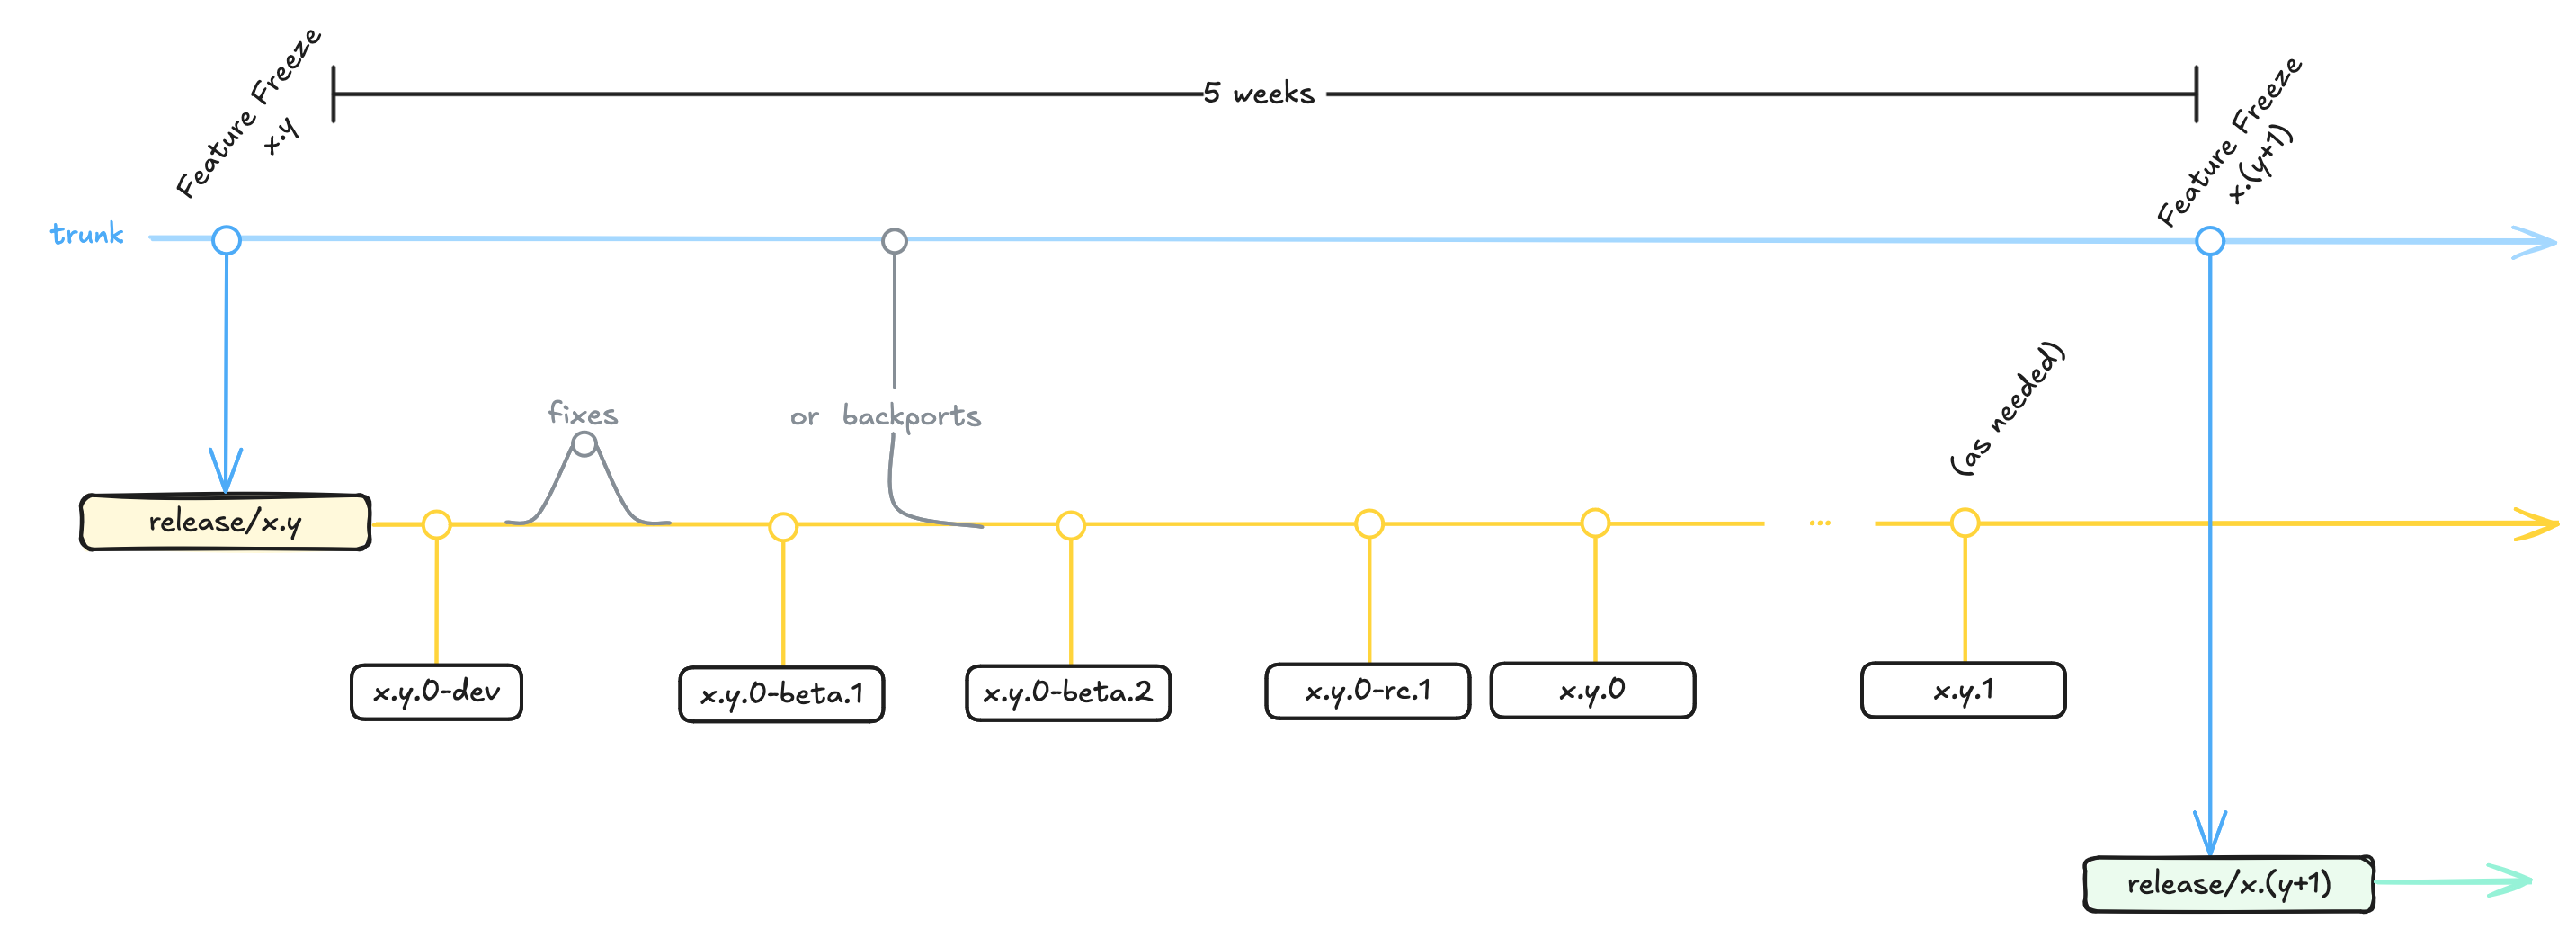 Feature Freeze
x.y
5 weeks
Feature Freeze
x.(y+1)
trunk
(as needed)
fixes
or backports
release/x.y
...
x.y.0-dev
x.y.0-beta.1
x.y.0-beta.2
x.y.0-rc.1
x.y.0
x.y.1
release/x.(y+1)